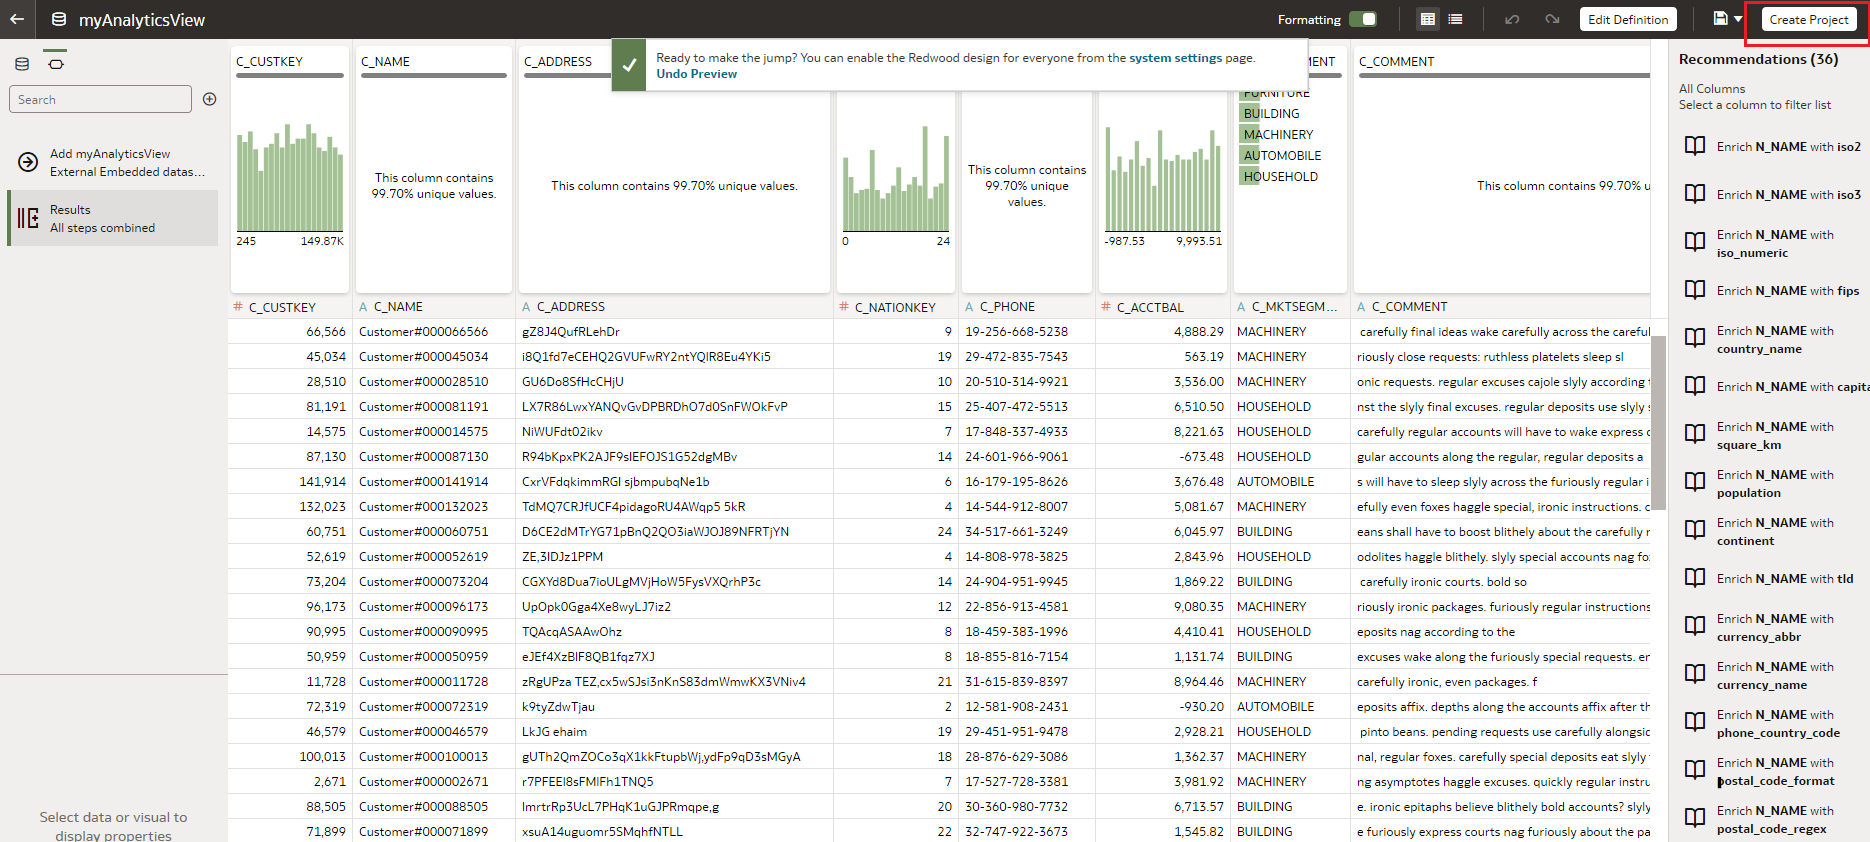 myAnalyticsView
Formatting
Edit Definition
Create Project
Ready to make the jump? You can enable the Redwood design for everyone from the system settings page.
Undo Preview
Search
Add myAnalyticsView
External Embedded datas...
Results
All steps combined
Select data or visual to
display properties
C_CUSTKEY
245 149.87K
C_NAME
This column contains
99.70% unique values.
C_ADDRESS
This column contains 99.70% unique values.
0 24
This column contains
99.70% unique
values.
-987.53 9,993.51
MENT
FURNITURE
BUILDING
MACHINERY
AUTOMOBILE
HOUSEHOLD
C_COMMENT
This column contains 99.70% u
# C_CUSTKEY A C_NAME A C_ADDRESS # C_NATIONKEY A C_PHONE # C_ACCTBAL A C_MKTSEGM... A C_COMMENT
66,566 Customer#000066566 gZ8J4QufRLehDr 9 19-256-668-5238 4,888.29 MACHINERY carefully final ideas wake carefully across the careful
45,034 Customer#000045034 i8Q1fd7eCEHQ2GVUFwRY2ntYQlR8Eu4YKi5 19 29-472-835-7543 563.19 MACHINERY riously close requests: ruthless platelets sleep sl
28,510 Customer#000028510 GU6Do8SfHcCHjU 10 20-510-314-9921 3,536.00 MACHINERY onic requests. regular excuses cajole slyly according t
81,191 Customer#000081191 LX7R86LwxYANQvGvDPBRDhO7d0SnFWOkFvP 15 25-407-472-5513 6,510.50 HOUSEHOLD nst the slyly final excuses. regular deposits use slyly s
14,575 Customer#000014575 NiWUFdt02ikv 7 17-848-337-4933 8,221.63 HOUSEHOLD carefully regular accounts will have to wake express c
87,130 Customer#000087130 R94bKpxPK2AJF9slEFOJS1G52dgMBv 14 24-601-966-9061 -673.48 HOUSEHOLD gular accounts along the regular, regular deposits a
141,914 Customer#000141914 CxrVFdqkimmRGI sjbmpubqNe1b 6 16-179-195-8626 3,676.48 AUTOMOBILE s will have to sleep slyly across the furiously regular i
132,023 Customer#000132023 TdMQ7CRJfUCF4pidagoRU4AWqp5 5kR 4 14-544-912-8007 5,081.67 MACHINERY efully even foxes haggle special, ironic instructions. c
60,751 Customer#000060751 D6CE2dMTrYG71pBnQ2QO3iaWJOJ89NFRTjYN 24 34-517-661-3249 6,045.97 BUILDING eans shall have to boost blithely about the carefully r
52,619 Customer#000052619 ZE,3IDJz1PPM 4 14-808-978-3825 2,843.96 HOUSEHOLD odolites haggle blithely. slyly special accounts nag fo
73,204 Customer#000073204 CGXYd8Dua7ioULgMVjHoW5FysVXQrhP3c 14 24-904-951-9945 1,869.22 BUILDING carefully ironic courts. bold so
96,173 Customer#000096173 UpOpk0Gga4Xe8wyLJ7iz2 12 22-856-913-4581 9,080.35 MACHINERY riously ironic packages. furiously regular instructions
90,995 Customer#000090995 TQAcqASAAwOhz 8 18-459-383-1996 4,410.41 HOUSEHOLD eposits nag according to the
50,959 Customer#000050959 eJEf4XzBlF8QB1fqz7XJ 8 18-855-816-7154 1,131.74 BUILDING excuses wake along the furiously special requests. er
11,728 Customer#000011728 zRgUPza TEZ,cx5wSJsi3nKnS83dmWmwKX3VNiv4 21 31-615-839-8397 8,964.46 MACHINERY carefully ironic, even packages. f
72,319 Customer#000072319 k9tyZdwTjau 2 12-581-908-2431 -930.20 AUTOMOBILE eposits affix. depths along the accounts affix after th
46,579 Customer#000046579 LkJG ehaim 19 29-451-951-9478 2,928.21 HOUSEHOLD pinto beans. pending requests use carefully alongsid
100,013 Customer#000100013 gUTh2QmZOCo3qX1kkFtupbWj,ydFp9qD3sMGyA 18 28-876-629-3086 1,362.37 MACHINERY nal, regular foxes. carefully special deposits eat slyly
2,671 Customer#000002671 r7PFEEl8sFMlFh1TNQ5 7 17-527-728-3381 3,981.92 MACHINERY ng asymptotes haggle excuses. quickly regular instru
88,505 Customer#000088505 lmrtrRp3UcL7PHqK1uGJPRmqpe,g 20 30-360-980-7732 6,713.57 BUILDING e. ironic epitaphs believe blithely bold accounts? slyly
71,899 Customer#000071899 xsuA14uguomr5SMqhfNTLL 22 32-747-922-3673 1,545.82 BUILDING e furiously express courts nag furiously about the pa
Recommendations (36)
All Columns
Select a column to filter list
Enrich N_NAME with iso2
Enrich N_NAME with iso3
Enrich N_NAME with
iso_numeric
Enrich N_NAME with fips
Enrich N_NAME with
country_name
Enrich N_NAME with capita
Enrich N_NAME with
square_km
Enrich N_NAME with
population
Enrich N_NAME with
continent
Enrich N_NAME with tld
Enrich N_NAME with
currency_abbr
Enrich N_NAME with
currency_name
Enrich N_NAME with
phone_country_code
Enrich N_NAME with
postal_code_format
Enrich N_NAME with
postal_code_regex